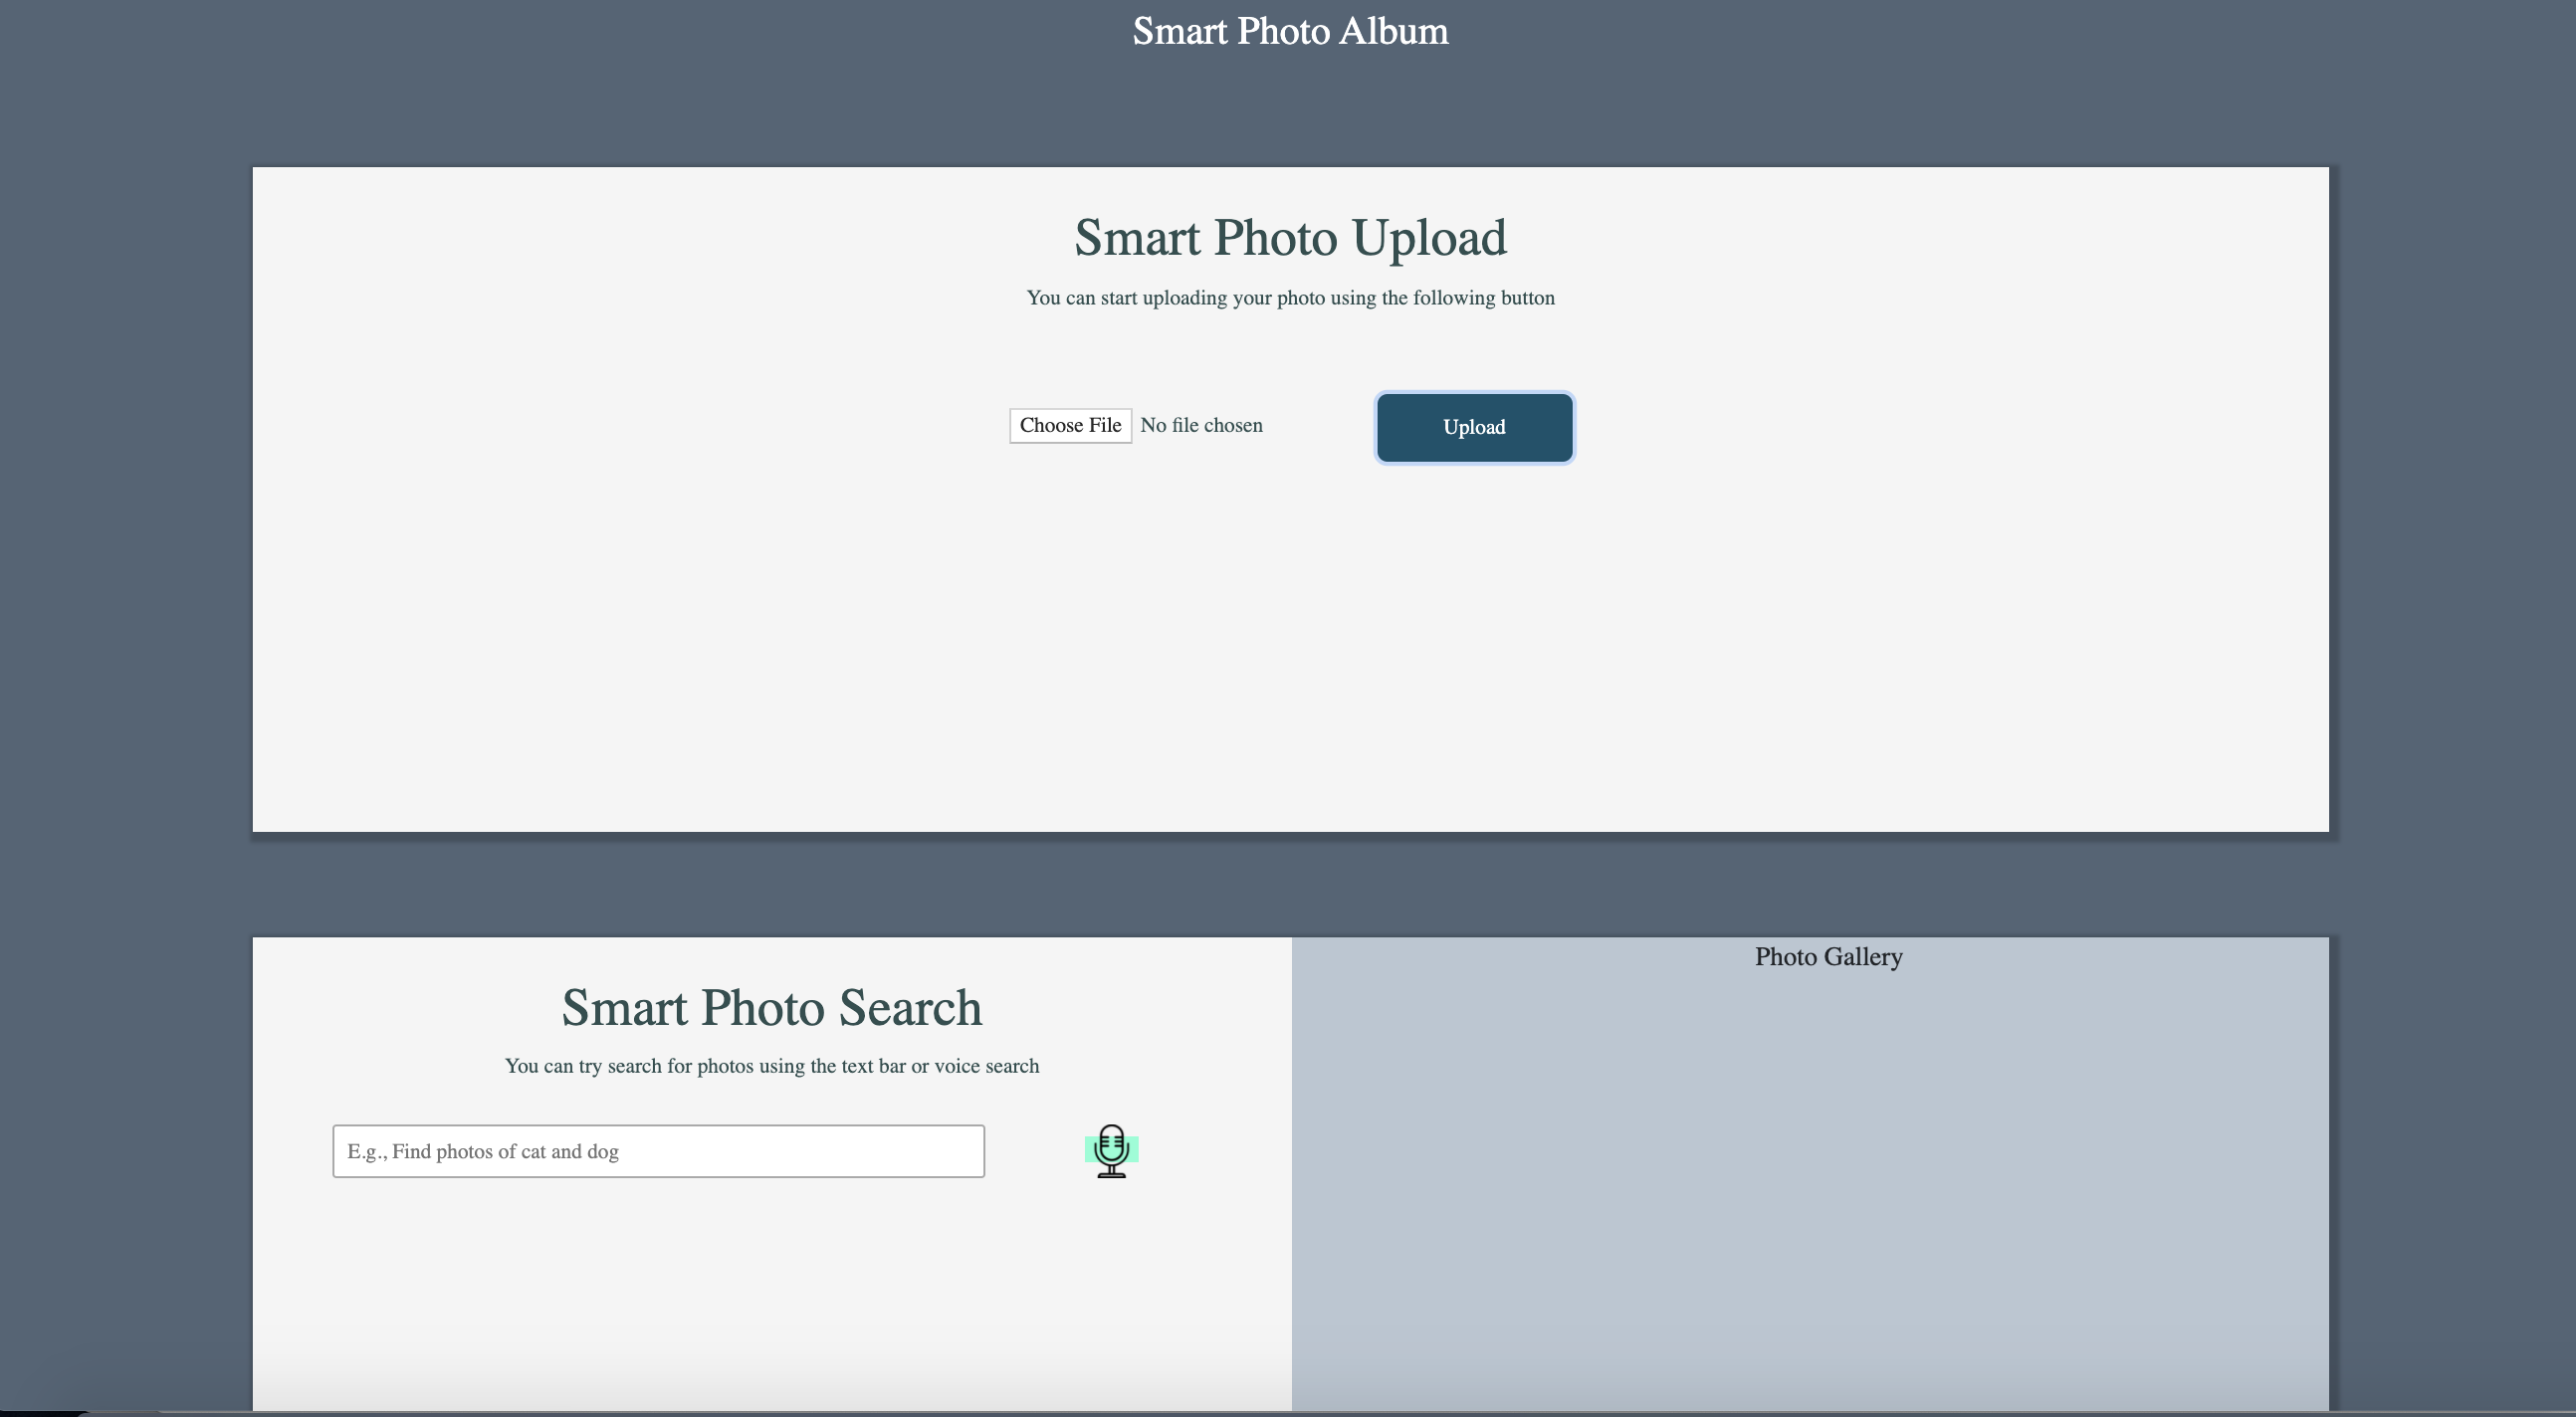 Smart Photo Album
Smart Photo Upload
You can start uploading your photo using the following button
Choose File No file chosen
Upload
Smart Photo Search
You can try search for photos using the text bar or voice search
E.g., Find photos of cat and dog
Photo Gallery